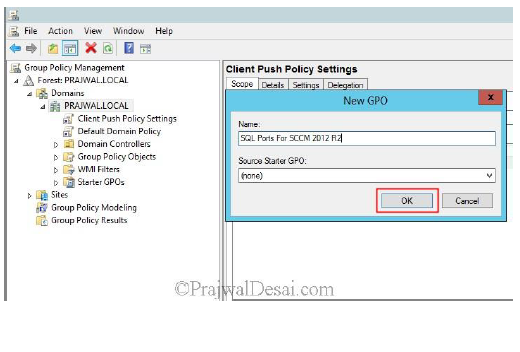 File Action View Window Help
Group Policy Management
Forest: PRAJWAL.LOCAL
Domains
PRAJWAL.LOCAL
Client Push Policy Settings
Default Domain Policy
Domain Controllers
Group Policy Objects
WMI Filters
Starter GPOs
Sites
Group Policy Modeling
Group Policy Results
Client Push Policy Settings
Scope Details Settings Delegation
New GPO
x
Name:
SQL Ports For SCCM 2012 R2
Source Starter GPO:
(none)
OK Cancel
©PrajwalDesai.com